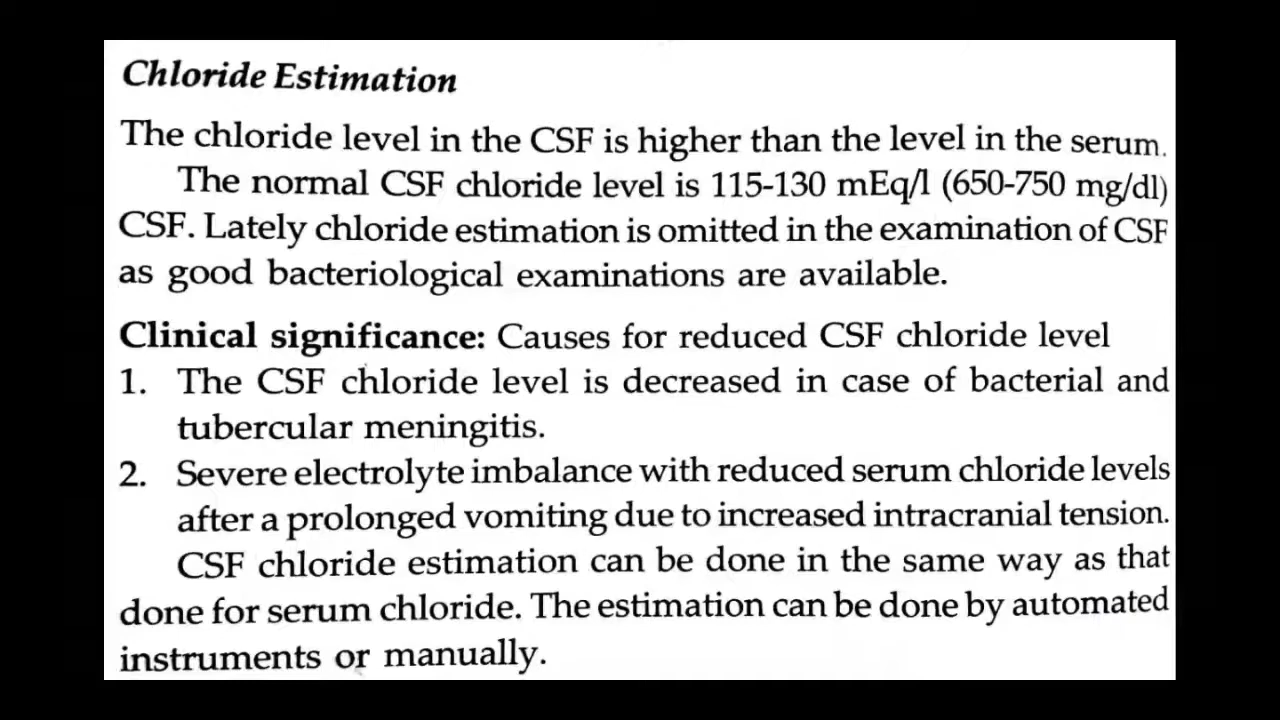 Chloride Estimation
The chloride level in the CSF is higher than the level in the serum.
The normal CSF chloride level is 115-130 mEq/l (650-750 mg/dl)
CSF. Lately chloride estimation is omitted in the examination of CSF
as good bacteriological examinations are available.
Clinical significance: Causes for reduced CSF chloride level
1. The CSF chloride level is decreased in case of bacterial and
tubercular meningitis.
2. Severe electrolyte imbalance with reduced serum chloride levels
after a prolonged vomiting due to increased intracranial tension.
CSF chloride estimation can be done in the same way as that
done for serum chloride. The estimation can be done by automated
instruments or manually.